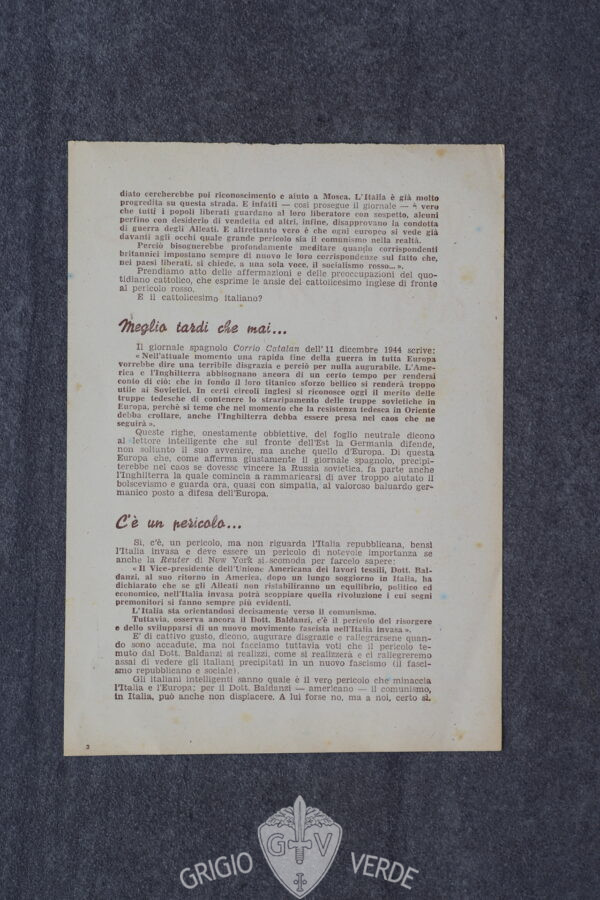 diato cercherebbe poi riconoscimento e aiuto a Mosca. L'Italia è già molto
progredita su questa strada. E infatti — così prosegue il giornale — è vero
che tutti i popoli liberati guardano al loro liberatore con sospetto, alcuni
perfino con desiderio di vendetta ed altri, infine, disapprovano la condotta
di guerra degli Alleati. E altrettanto vero è che ogni europeo si vede già
davanti agli occhi quale grande pericolo sia il comunismo nella realtà.
Perciò bisognerebbe profondamente meditare quando corrispondenti
britannici impostano sempre di nuovo le loro corrispondenze sul fatto che,
nei paesi liberati, si chiede, a una sola voce, il socialismo rosso... ».
Prendiamo atto delle affermazioni e delle preoccupazioni del quo-
tidiano cattolico, che esprime le ansie del cattolicesimo inglese di fronte
al pericolo rosso.
E il cattolicesimo italiano?
Meglio tardi che mai...
Il giornale spagnolo Corrio Catalan dell'11 dicembre 1944 scrive:
« Nell'attuale momento una rapida fine della guerra in tutta Europa
vorrebbe dire una terribile disgrazia e perciò per nulla augurabile. L'Ame-
rica e l'Inghilterra abbisognano ancora di un certo tempo per rendersi
conto di ciò: che in fondo il loro titanico sforzo bellico si renderà troppo
utile ai Sovietici. In certi circoli inglesi si riconosce oggi il merito delle
truppe tedesche di contenere lo straripamento delle truppe sovietiche in
Europa, perchè si teme che nel momento che la resistenza tedesca in Oriente
debba crollare, anche l'Inghilterra debba essere presa nel caos che ne
seguirà ».
Queste righe, onestamente obbiettive, del foglio neutrale dicono
al lettore intelligente che sul fronte dell'Est la Germania difende,
non soltunto il suo avvenire, ma anche quello d'Europa. Di questa
Europa che, come afferma giustamente il giornale spagnolo, precipi-
terebbe nel caos se dovesse vincere la Russia sovietica, fa parte anche
l'Inghilterra la quale comincia a rammaricarsi di aver troppo aiutato il
bolscevismo e guarda ora, quasi con simpatia, al valoroso baluardo ger-
manico posto a difesa dell'Europa.
C'è un pericolo...
Sì, c'è, un pericolo, ma non riguarda l'Italia repubblicana, bensì
l'Italia invasa e deve essere un pericolo di notevole importanza se
anche la Reuter di New York si scomoda per farcelo sapere:
« Il Vice-presidente dell'Unione Americana dei lavori tessili, Dott. Bal-
danzi, al suo ritorno in America, dopo un lungo soggiorno in Italia, ha
dichiarato che se gli Alleati non ristabiliranno un equilibrio, politico ed
economico, nell'Italia invasa potrà scoppiare quella rivoluzione i cui segni
premonitori si fanno sempre più evidenti.
L'Italia sta orientandosi decisamente verso il comunismo.
Tuttavia, osserva ancora il Dott. Baldanzi, c'è il pericolo del risorgere
e dello svilupparsi di un nuovo movimento fascista nell'Italia invasa ».
E' di cattivo gusto, dicono, augurare disgrazie e rallegrarsene quan-
do sono accadute, ma noi facciamo tuttavia voti che il pericolo te-
muto dal Dott. Baldanzi si realizzi, come si realizzerà e ci rallegreremo
assai di vedere gli italiani precipitati in un nuovo fascismo (il fasci-
smo repubblicano e sociale).
Gli italiani intelligenti sanno quale è il vero pericolo che minaccia
l'Italia e l'Europa; per il Dott. Baldanzi — americano — il comunismo,
in Italia, può anche non dispiacere. A lui forse no, ma a noi, certo sì.
3
G V
GRIGIO VERDE